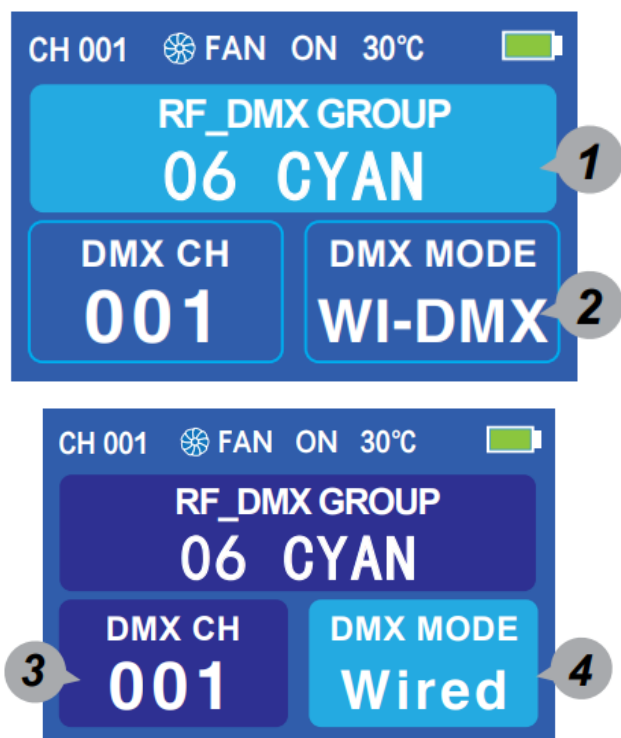 CH 001 FAN ON 30℃
RF_DMX GROUP
06 CYAN
1
DMX CH
001
DMX MODE
WI-DMX
2
CH 001 FAN ON 30℃
RF_DMX GROUP
06 CYAN
DMX CH
001
3
DMX MODE
Wired
4